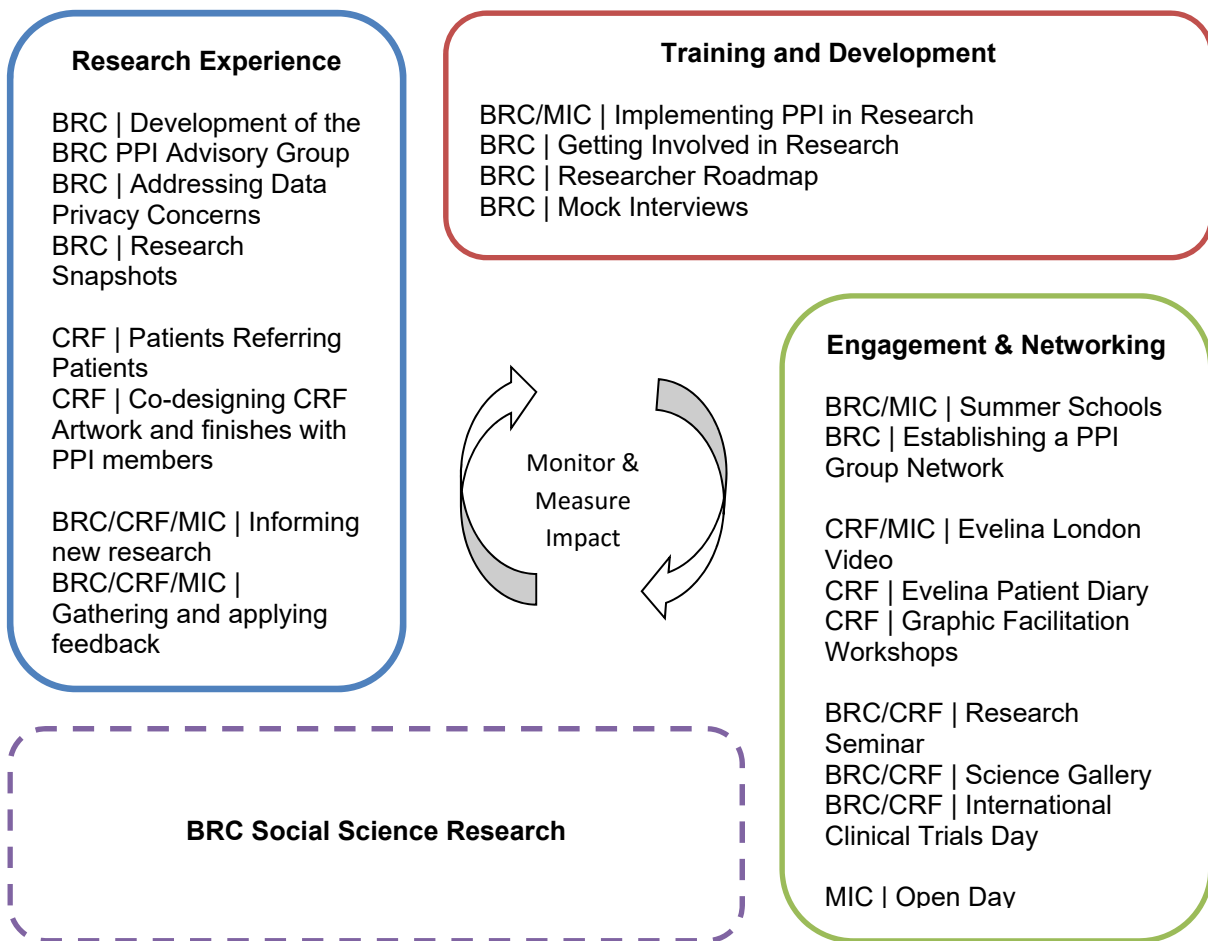 Research Experience
BRC | Development of the
BRC PPI Advisory Group
BRC | Addressing Data
Privacy Concerns
BRC | Research
Snapshots
CRF | Patients Referring
Patients
CRF | Co-designing CRF
Artwork and finishes with
PPI members
BRC/CRF/MIC | Informing
new research
BRC/CRF/MIC |
Gathering and applying
feedback
Training and Development
BRC/MIC | Implementing PPI in Research
BRC | Getting Involved in Research
BRC | Researcher Roadmap
BRC | Mock Interviews
Monitor &
Measure
Impact
Engagement & Networking
BRC/MIC | Summer Schools
BRC | Establishing a PPI
Group Network
CRF/MIC | Evelina London
Video
CRF | Evelina Patient Diary
CRF | Graphic Facilitation
Workshops
BRC/CRF | Research
Seminar
BRC/CRF | Science Gallery
BRC/CRF | International
Clinical Trials Day
MIC | Open Day
BRC Social Science Research